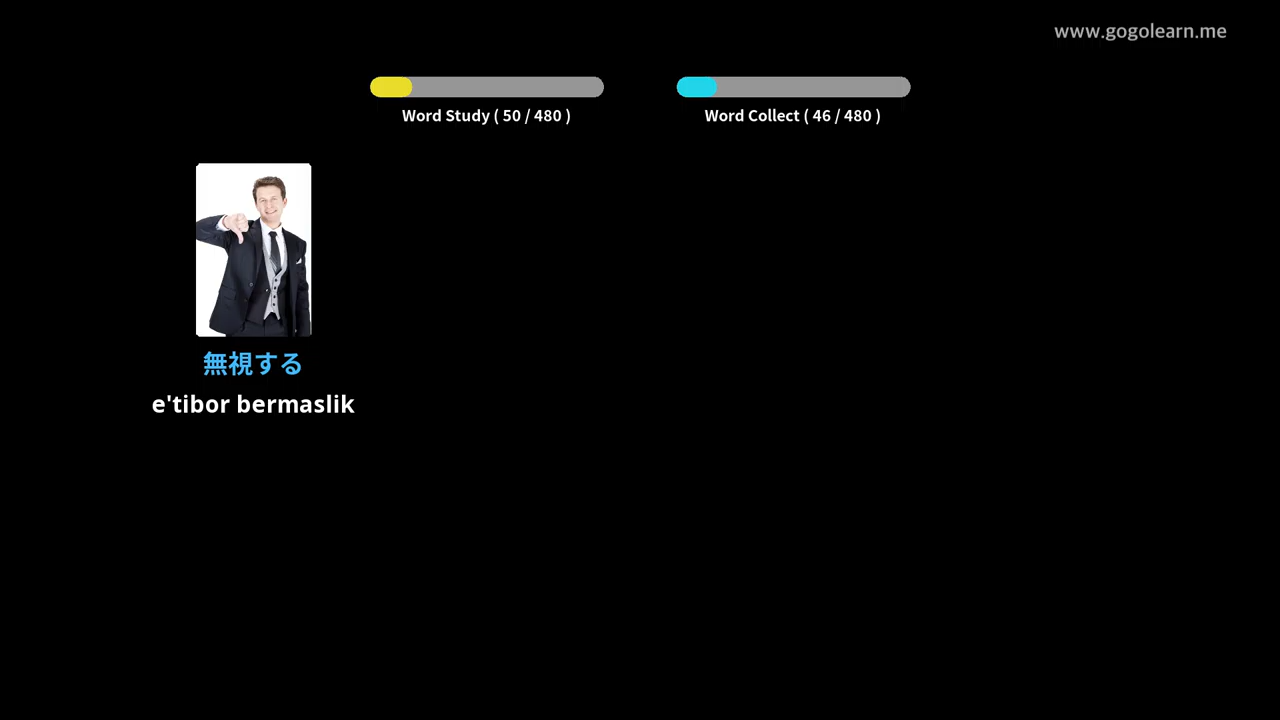 www.gogolearn.me
Word Study ( 50 / 480 )
Word Collect ( 46 / 480 )
無視する
e'tibor bermaslik